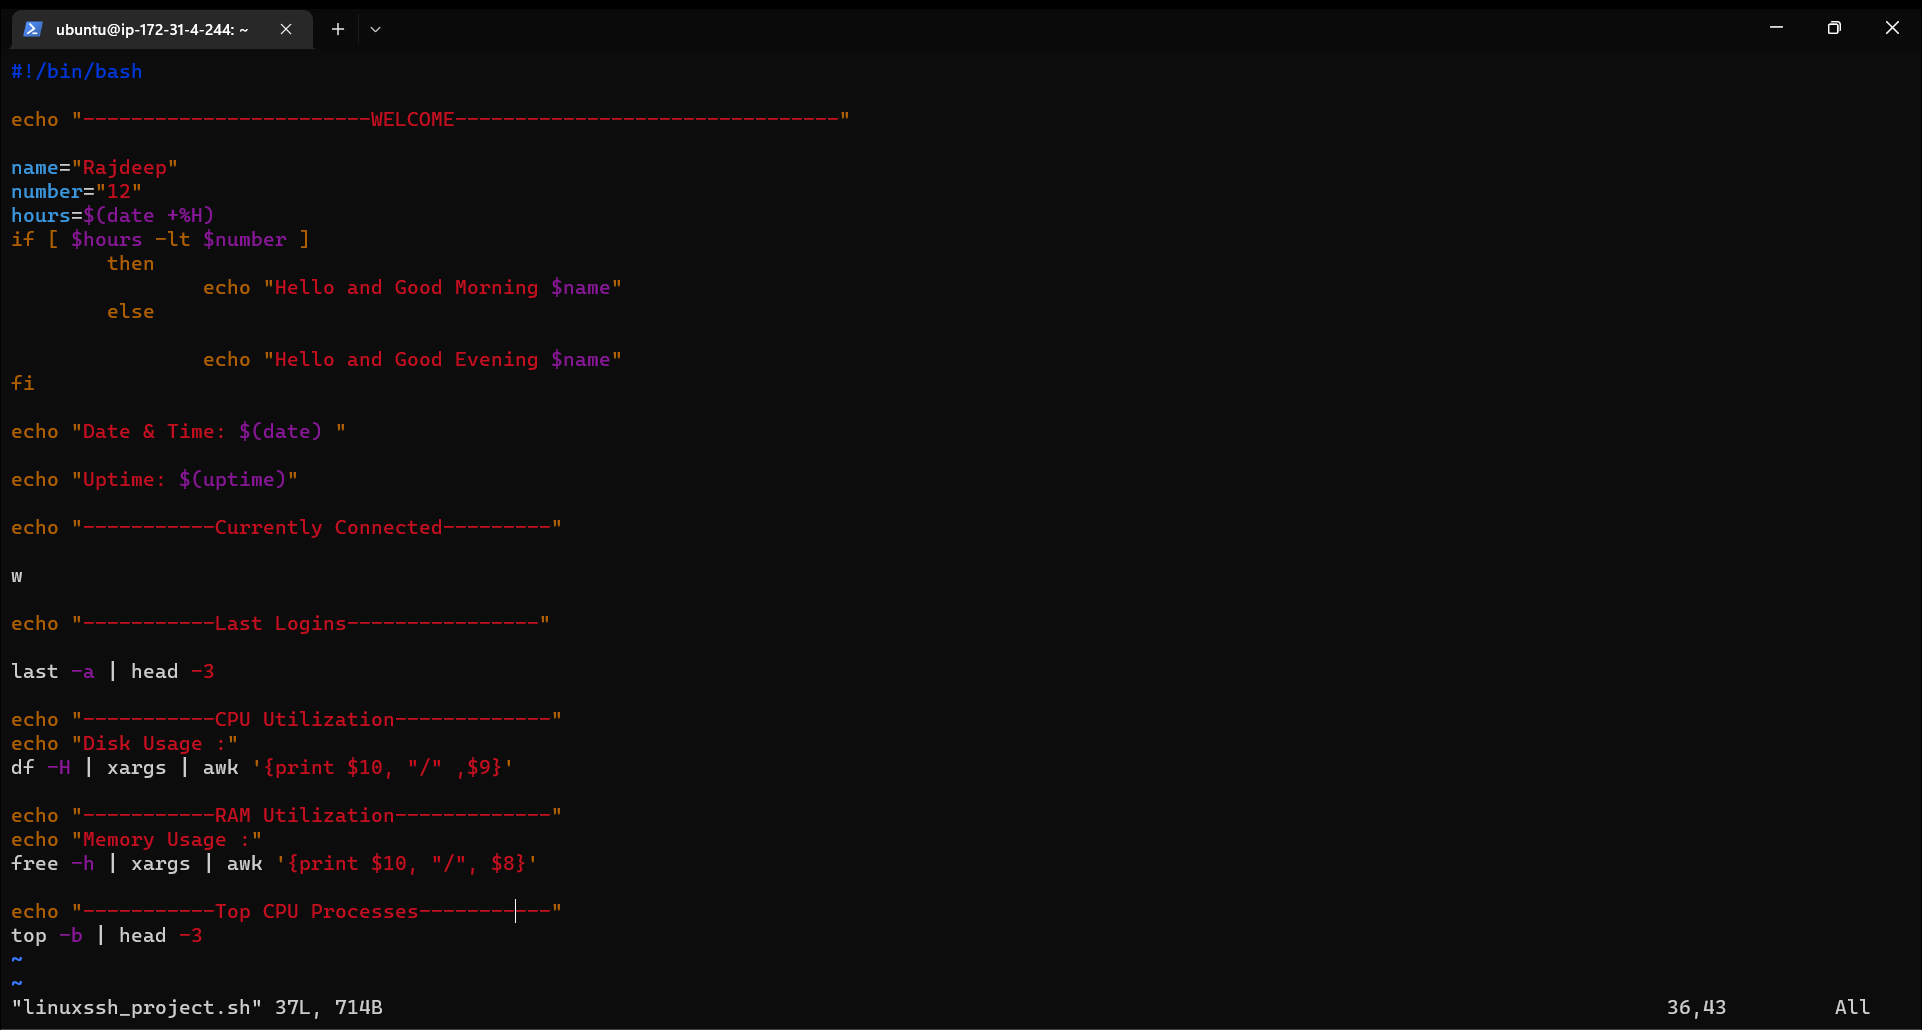 ubuntu@ip-172-31-4-244: ~
#!/bin/bash
echo "------------------------WELCOME--------------------------------"
name="Rajdeep"
number="12"
hours=$(date +%H)
if [ $hours -lt $number ]
then
echo "Hello and Good Morning $name"
else
echo "Hello and Good Evening $name"
fi
echo "Date & Time: $(date) "
echo "Uptime: $(uptime)"
echo "-----------Currently Connected---------"
w
echo "-----------Last Logins----------------"
last -a | head -3
echo "-----------CPU Utilization-------------"
echo "Disk Usage :"
df -H | xargs | awk '{print $10, "/" ,$9}'
echo "-----------RAM Utilization-------------"
echo "Memory Usage :"
free -h | xargs | awk '{print $10, "/", $8}'
echo "-----------Top CPU Processes-----------"
top -b | head -3
~
~
"linuxssh_project.sh" 37L, 714B 36,43 All